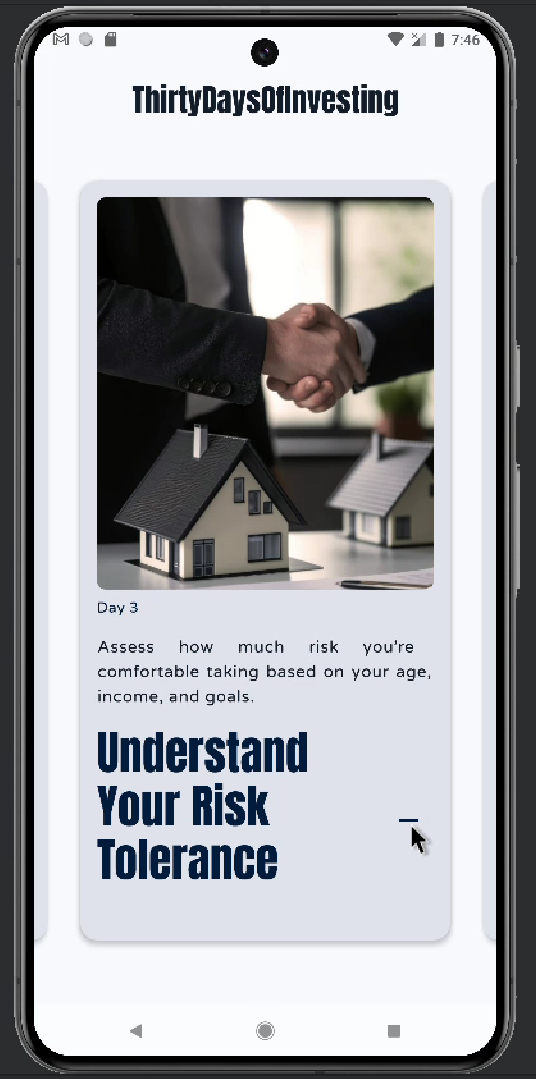 7:46
ThirtyDaysOfInvesting
Day 3
Assess how much risk you're
comfortable taking based on your age,
income, and goals.
Understand
Your Risk
Tolerance